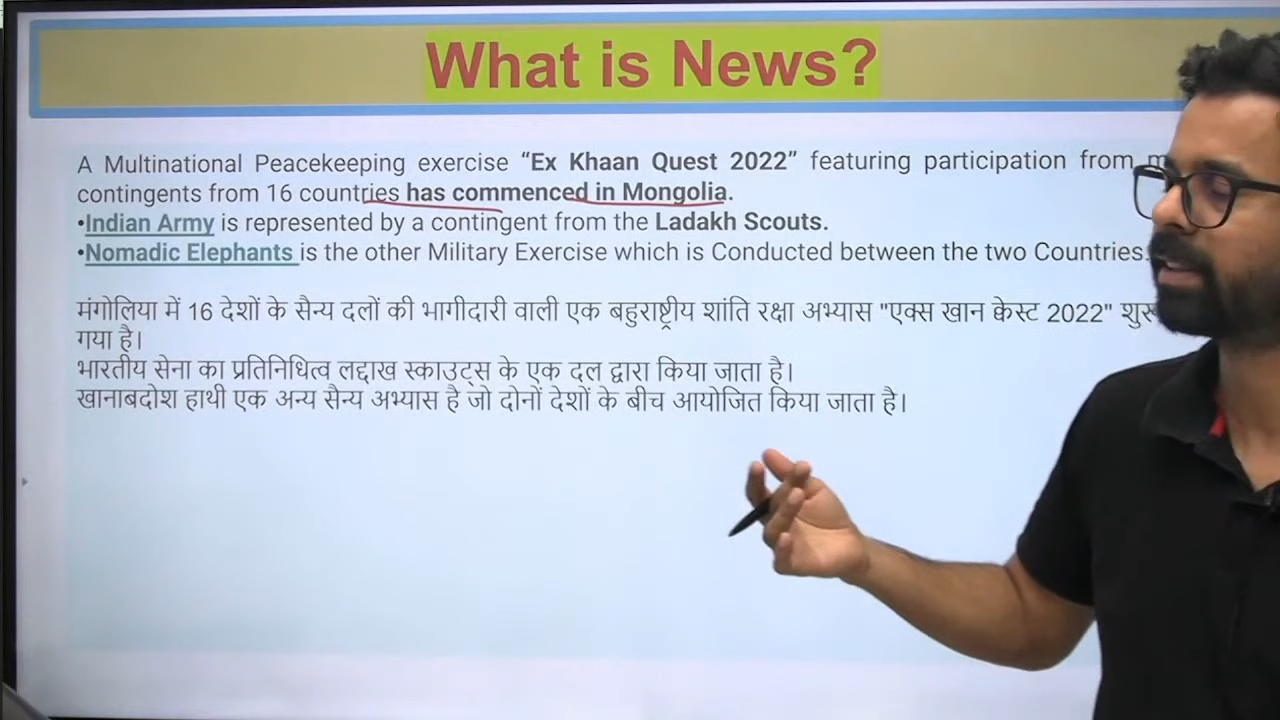 What is News?
A Multinational Peacekeeping exercise “Ex Khaan Quest 2022” featuring participation from
contingents from 16 countries has commenced in Mongolia.
•Indian Army is represented by a contingent from the Ladakh Scouts.
•Nomadic Elephants is the other Military Exercise which is Conducted between the two Countries.
मंगोलिया में 16 देशों के सैन्य दलों की भागीदारी वाली एक बहुराष्ट्रीय शांति रक्षा अभ्यास "एक्स खान क्वेस्ट 2022" शुरू
गया है।
भारतीय सेना का प्रतिनिधित्व लद्दाख स्काउट्स के एक दल द्वारा किया जाता है।
खानाबदोश हाथी एक अन्य सैन्य अभ्यास है जो दोनों देशों के बीच आयोजित किया जाता है।